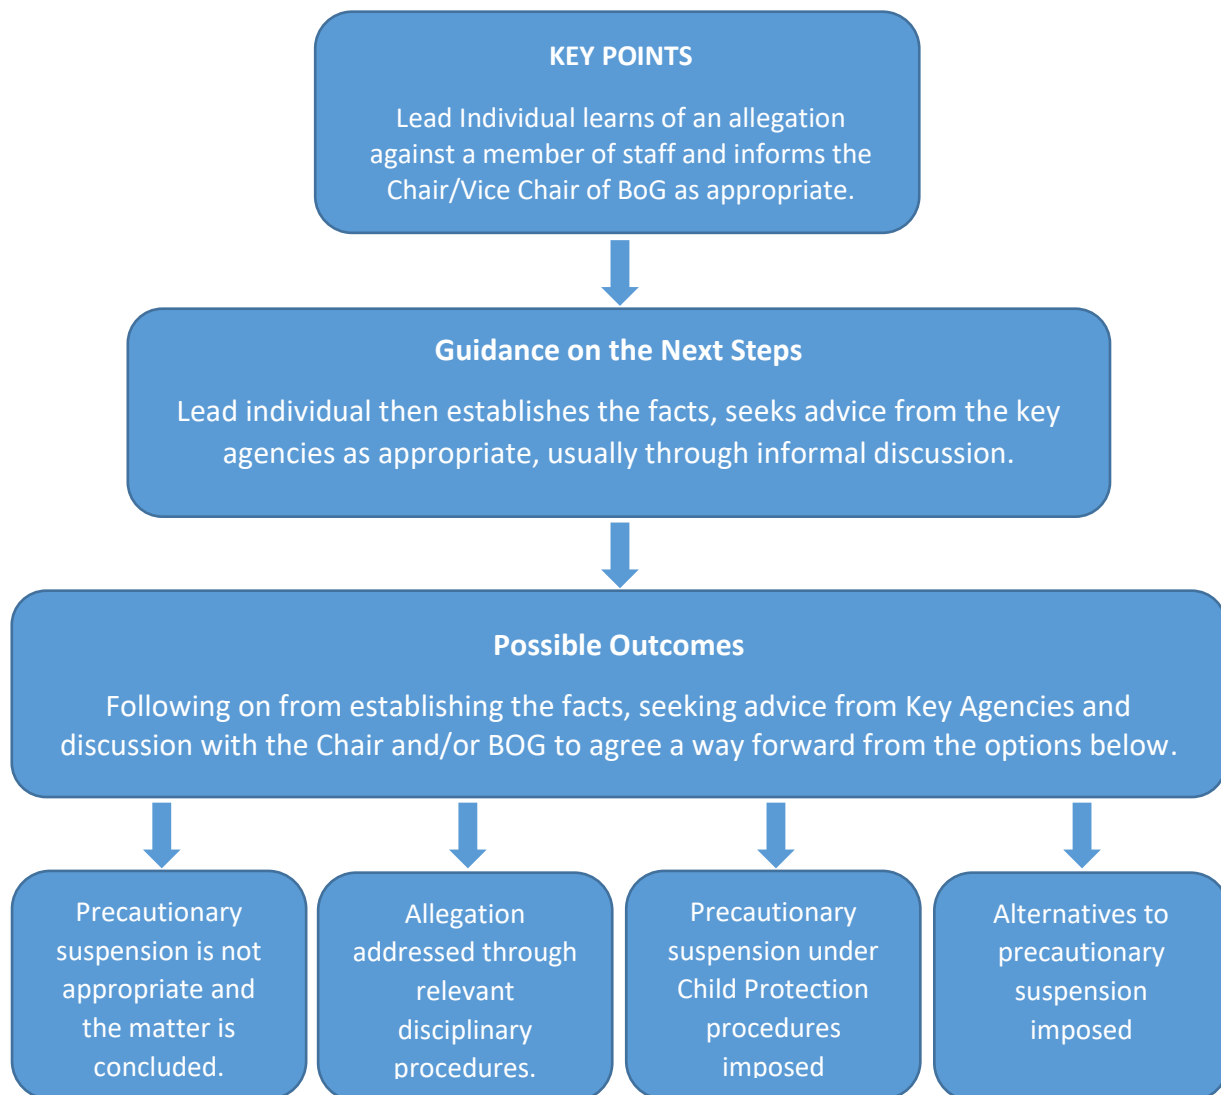 KEY POINTS
Lead Individual learns of an allegation
against a member of staff and informs the
Chair/Vice Chair of BoG as appropriate.
Guidance on the Next Steps
Lead individual then establishes the facts, seeks advice from the key
agencies as appropriate, usually through informal discussion.
Possible Outcomes
Following on from establishing the facts, seeking advice from Key Agencies and
discussion with the Chair and/or BOG to agree a way forward from the options below.
Precautionary
suspension is not
appropriate and
the matter is
concluded.
Allegation
addressed through
relevant
disciplinary
procedures.
Precautionary
suspension under
Child Protection
procedures
imposed
Alternatives to
precautionary
suspension
imposed